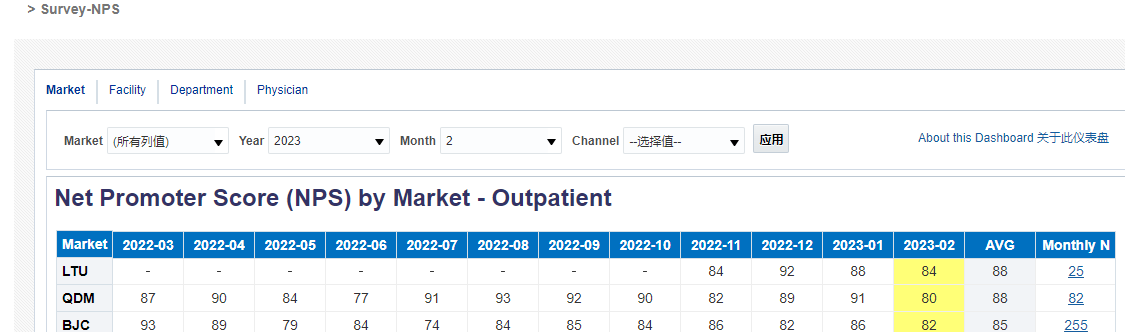 > Survey-NPS
Market Facility Department Physician
Market (所有列值) Year 2023 Month 2 Channel --选择值-- 应用 About this Dashboard 关于此仪表盘
Net Promoter Score (NPS) by Market - Outpatient
Market 2022-03 2022-04 2022-05 2022-06 2022-07 2022-08 2022-09 2022-10 2022-11 2022-12 2023-01 2023-02 AVG Monthly N
LTU - - - - - - - - 84 92 88 84 88 25
QDM 87 90 84 77 91 93 92 90 82 89 91 80 88 82
BJC 93 89 79 84 74 84 85 84 86 82 86 82 85 255